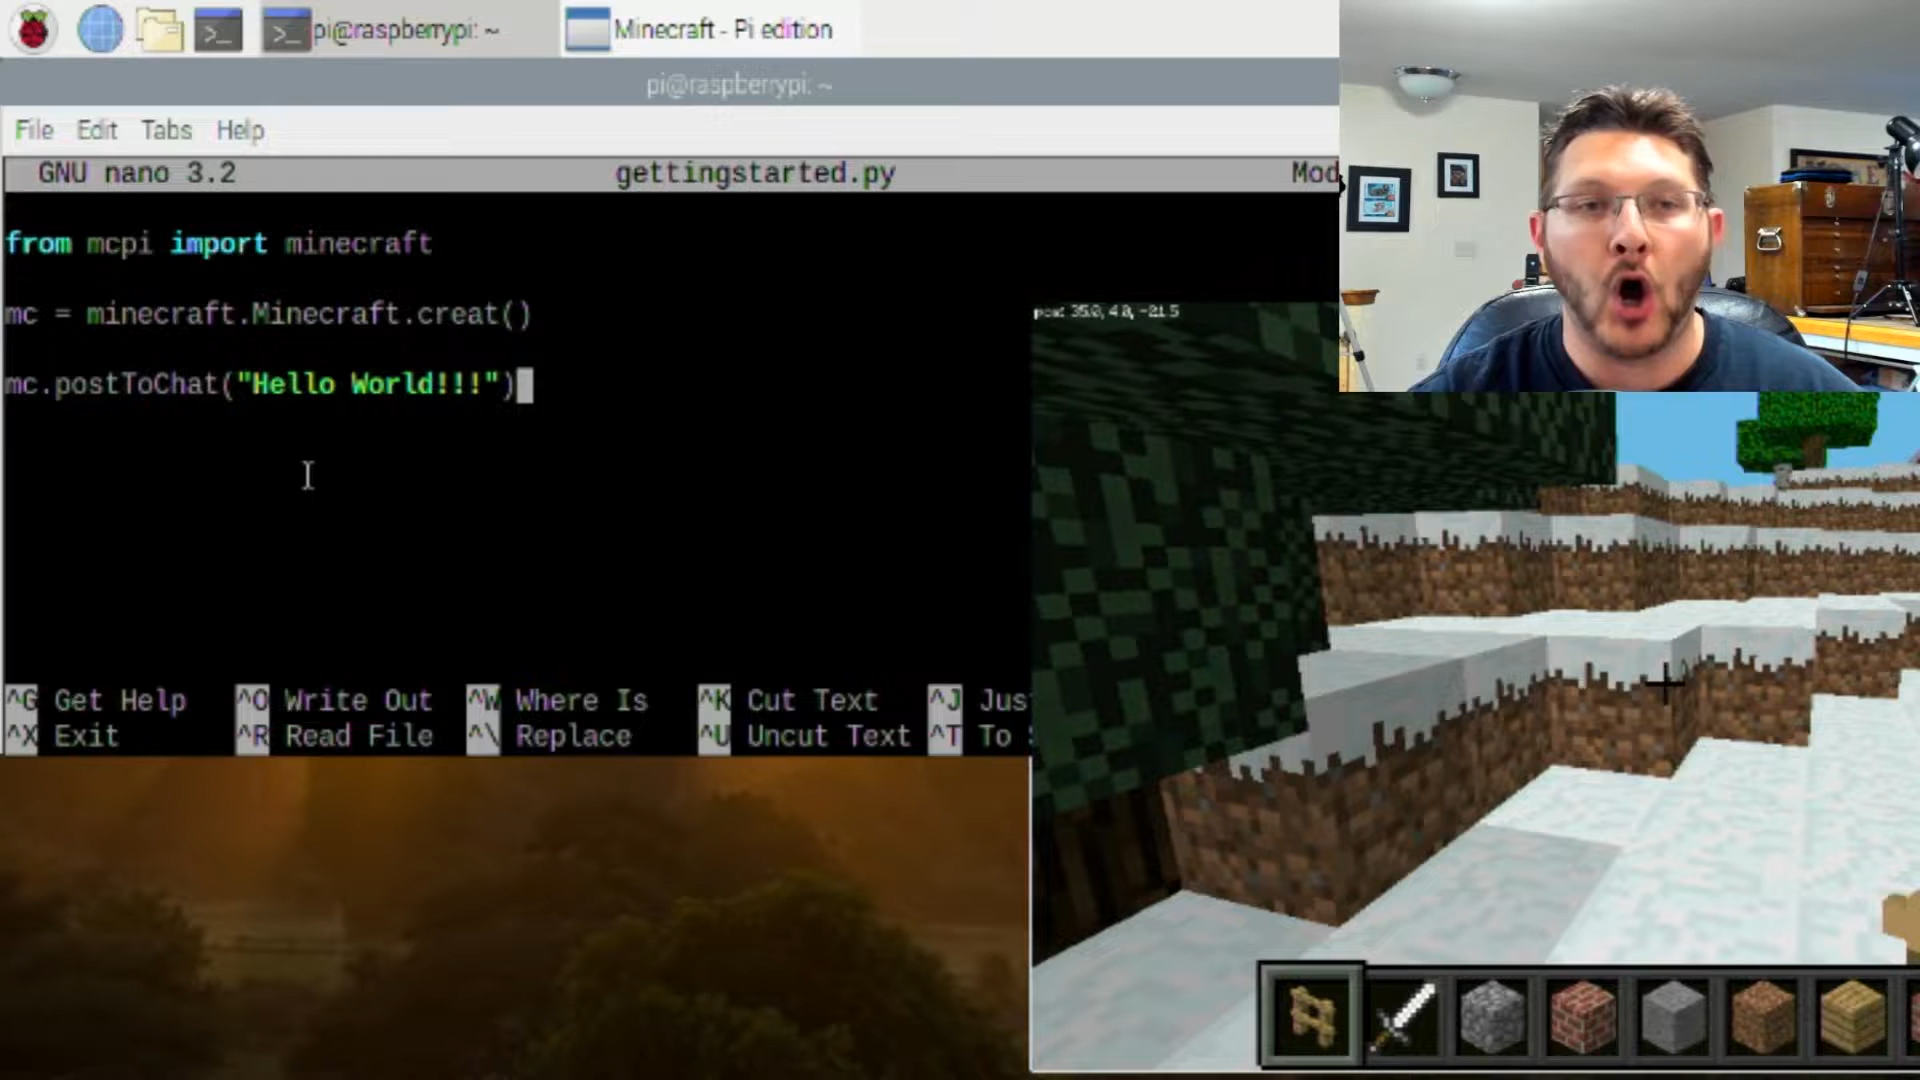 pi@raspberrypi: ~
Minecraft - Pi edition
pi@raspberrypi: ~
File Edit Tabs Help
GNU nano 3.2 gettingstarted.py Mod
from mcpi import minecraft
mc = minecraft.Minecraft.creat()
mc.postToChat("Hello World!!!")
^G Get Help ^O Write Out ^W Where Is ^K Cut Text ^J Jus
^X Exit ^R Read File ^\ Replace ^U Uncut Text ^T To